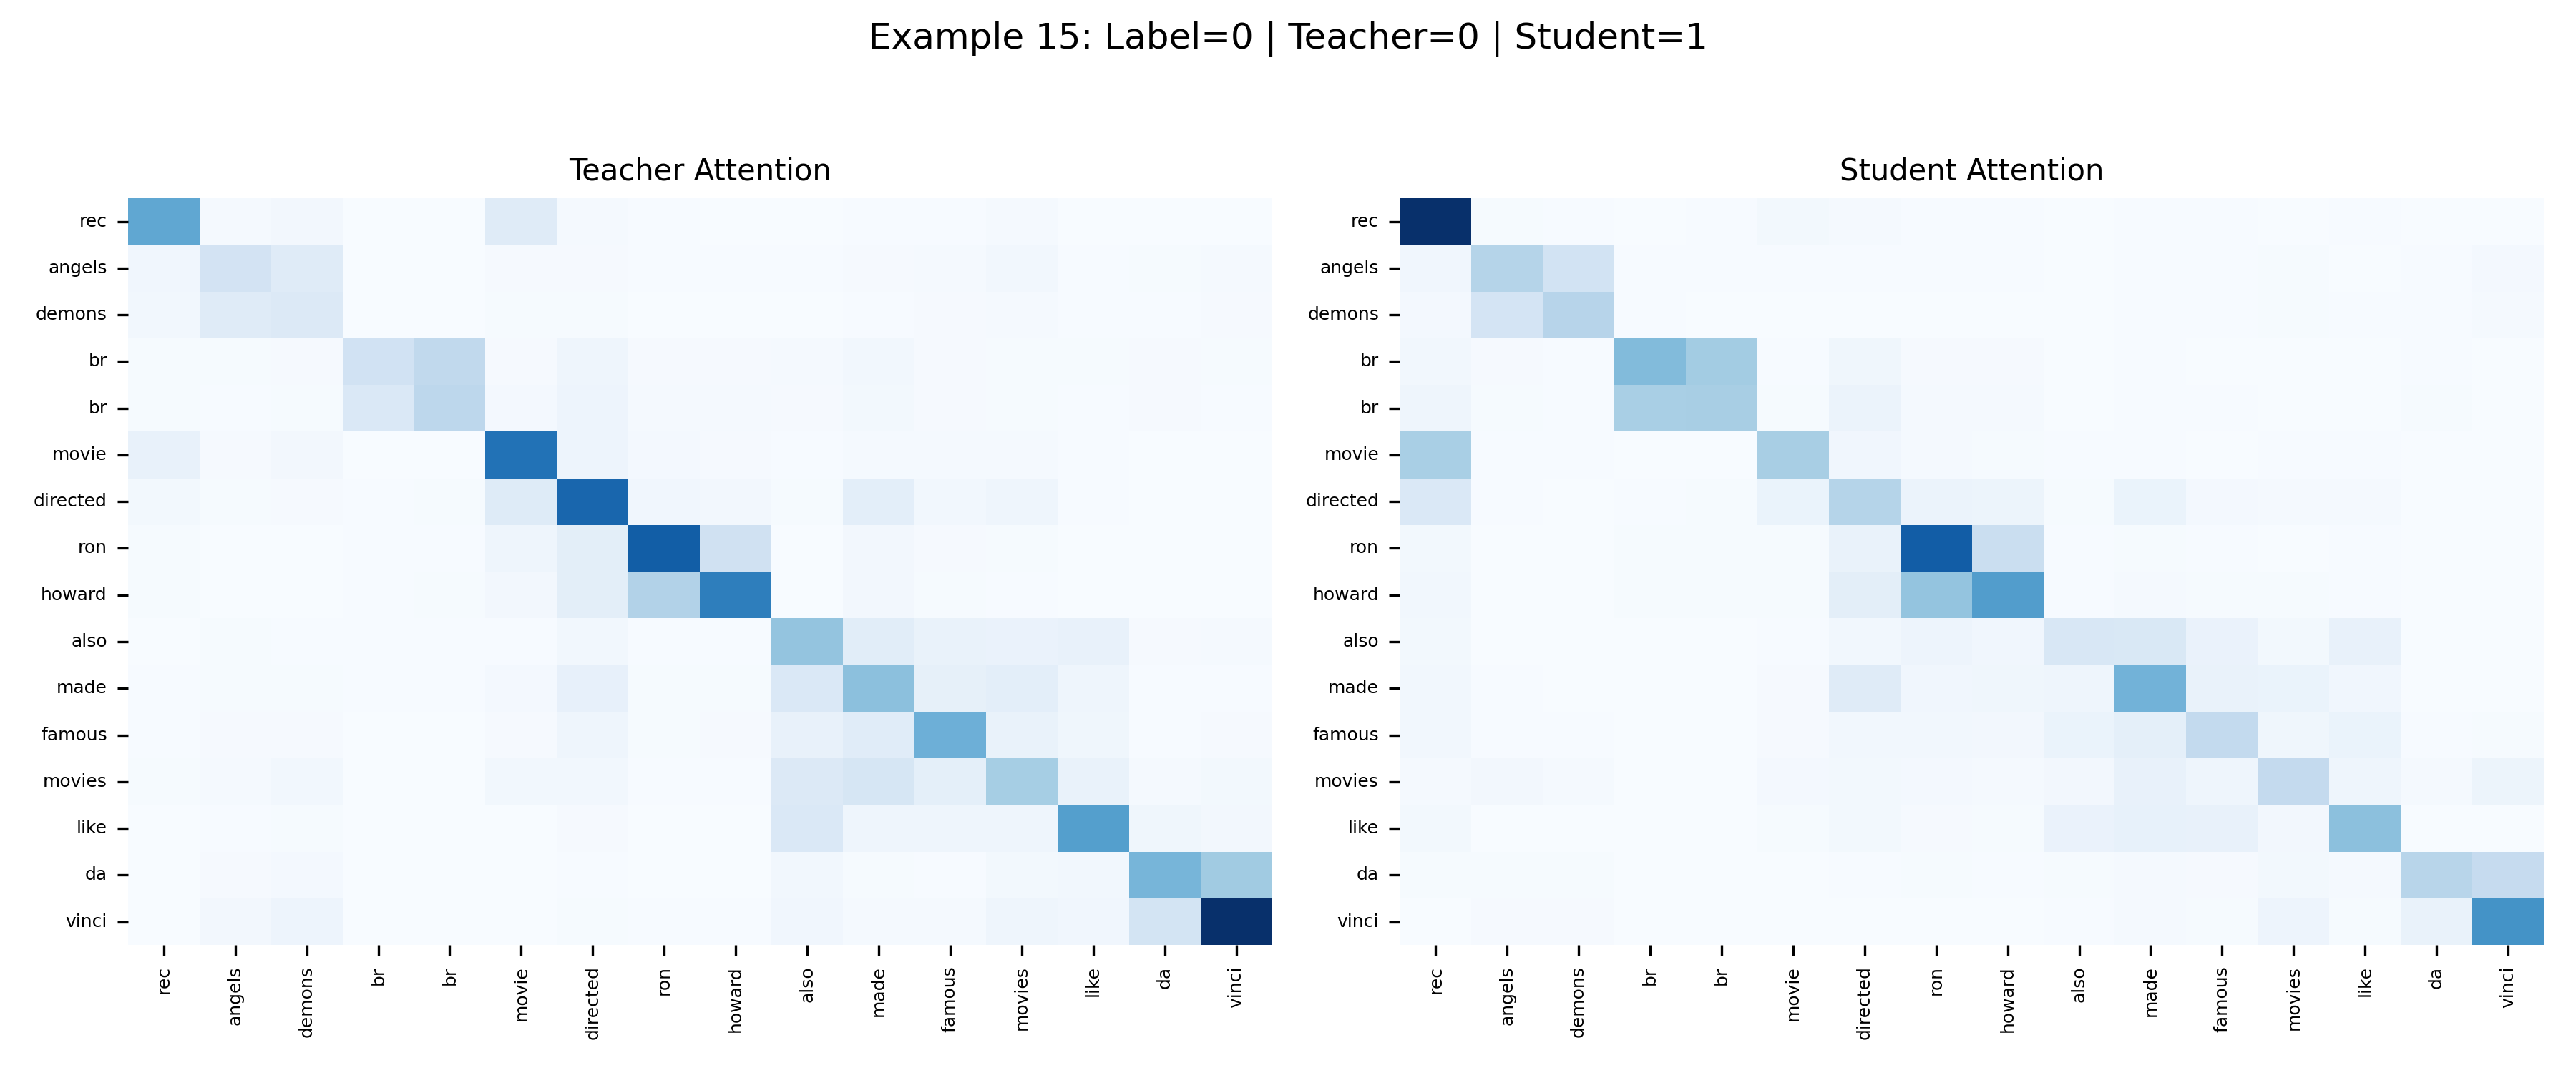 Example 15: Label=0 | Teacher=0 | Student=1
Teacher Attention
rec
angels
demons
br
br
movie
directed
ron
howard
also
made
famous
movies
like
da
vinci
rec angels demons br br movie directed ron howard also made famous movies like da vinci
Student Attention
rec
angels
demons
br
br
movie
directed
ron
howard
also
made
famous
movies
like
da
vinci
rec angels demons br br movie directed ron howard also made famous movies like da vinci